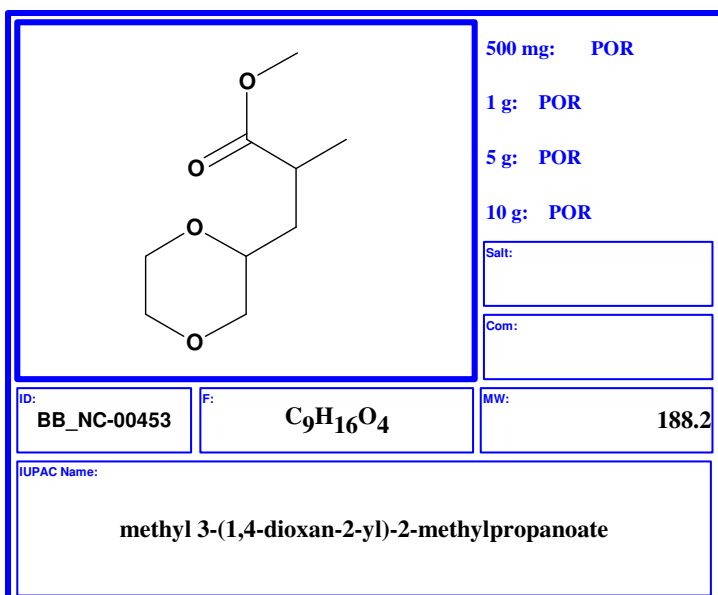 500 mg: POR
1 g: POR
5 g: POR
10 g: POR
O
O
O
O
Salt:
Com:
ID:
BB_NC-00453
F:
C9H16O4
MW:
188.2
IUPAC Name:
methyl 3-(1,4-dioxan-2-yl)-2-methylpropanoate